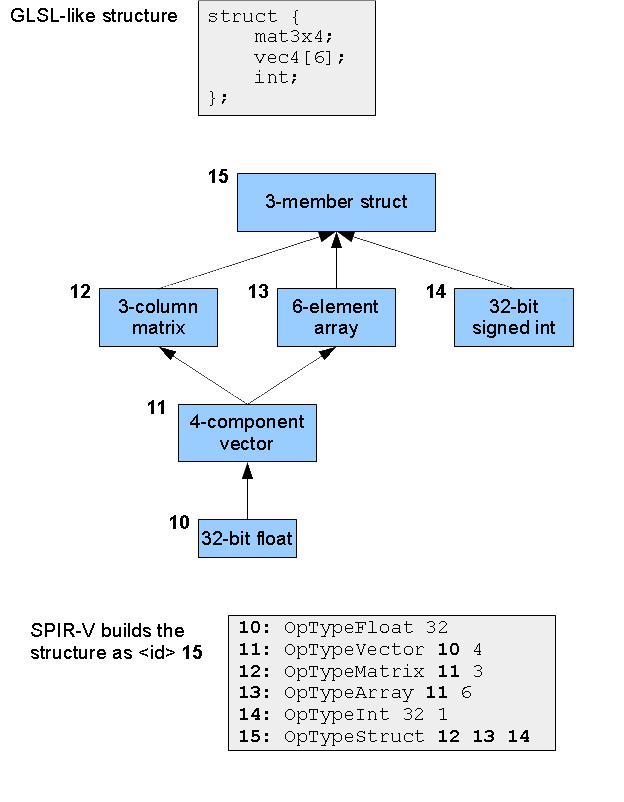 GLSL-like structure
struct {
    mat3x4;
    vec4[6];
    int;
};
15
3-member struct
12
3-column
matrix
13
6-element
array
14
32-bit
signed int
11
4-component
vector
10
32-bit float
SPIR-V builds the
structure as <id> 15
10: OpTypeFloat 32
11: OpTypeVector 10 4
12: OpTypeMatrix 11 3
13: OpTypeArray 11 6
14: OpTypeInt 32 1
15: OpTypeStruct 12 13 14